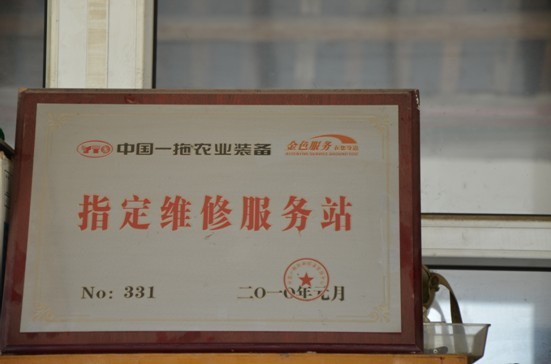 YTO 中国一拖农业装备 金色服务
指定维修服务站
No: 331 二〇一〇年元月